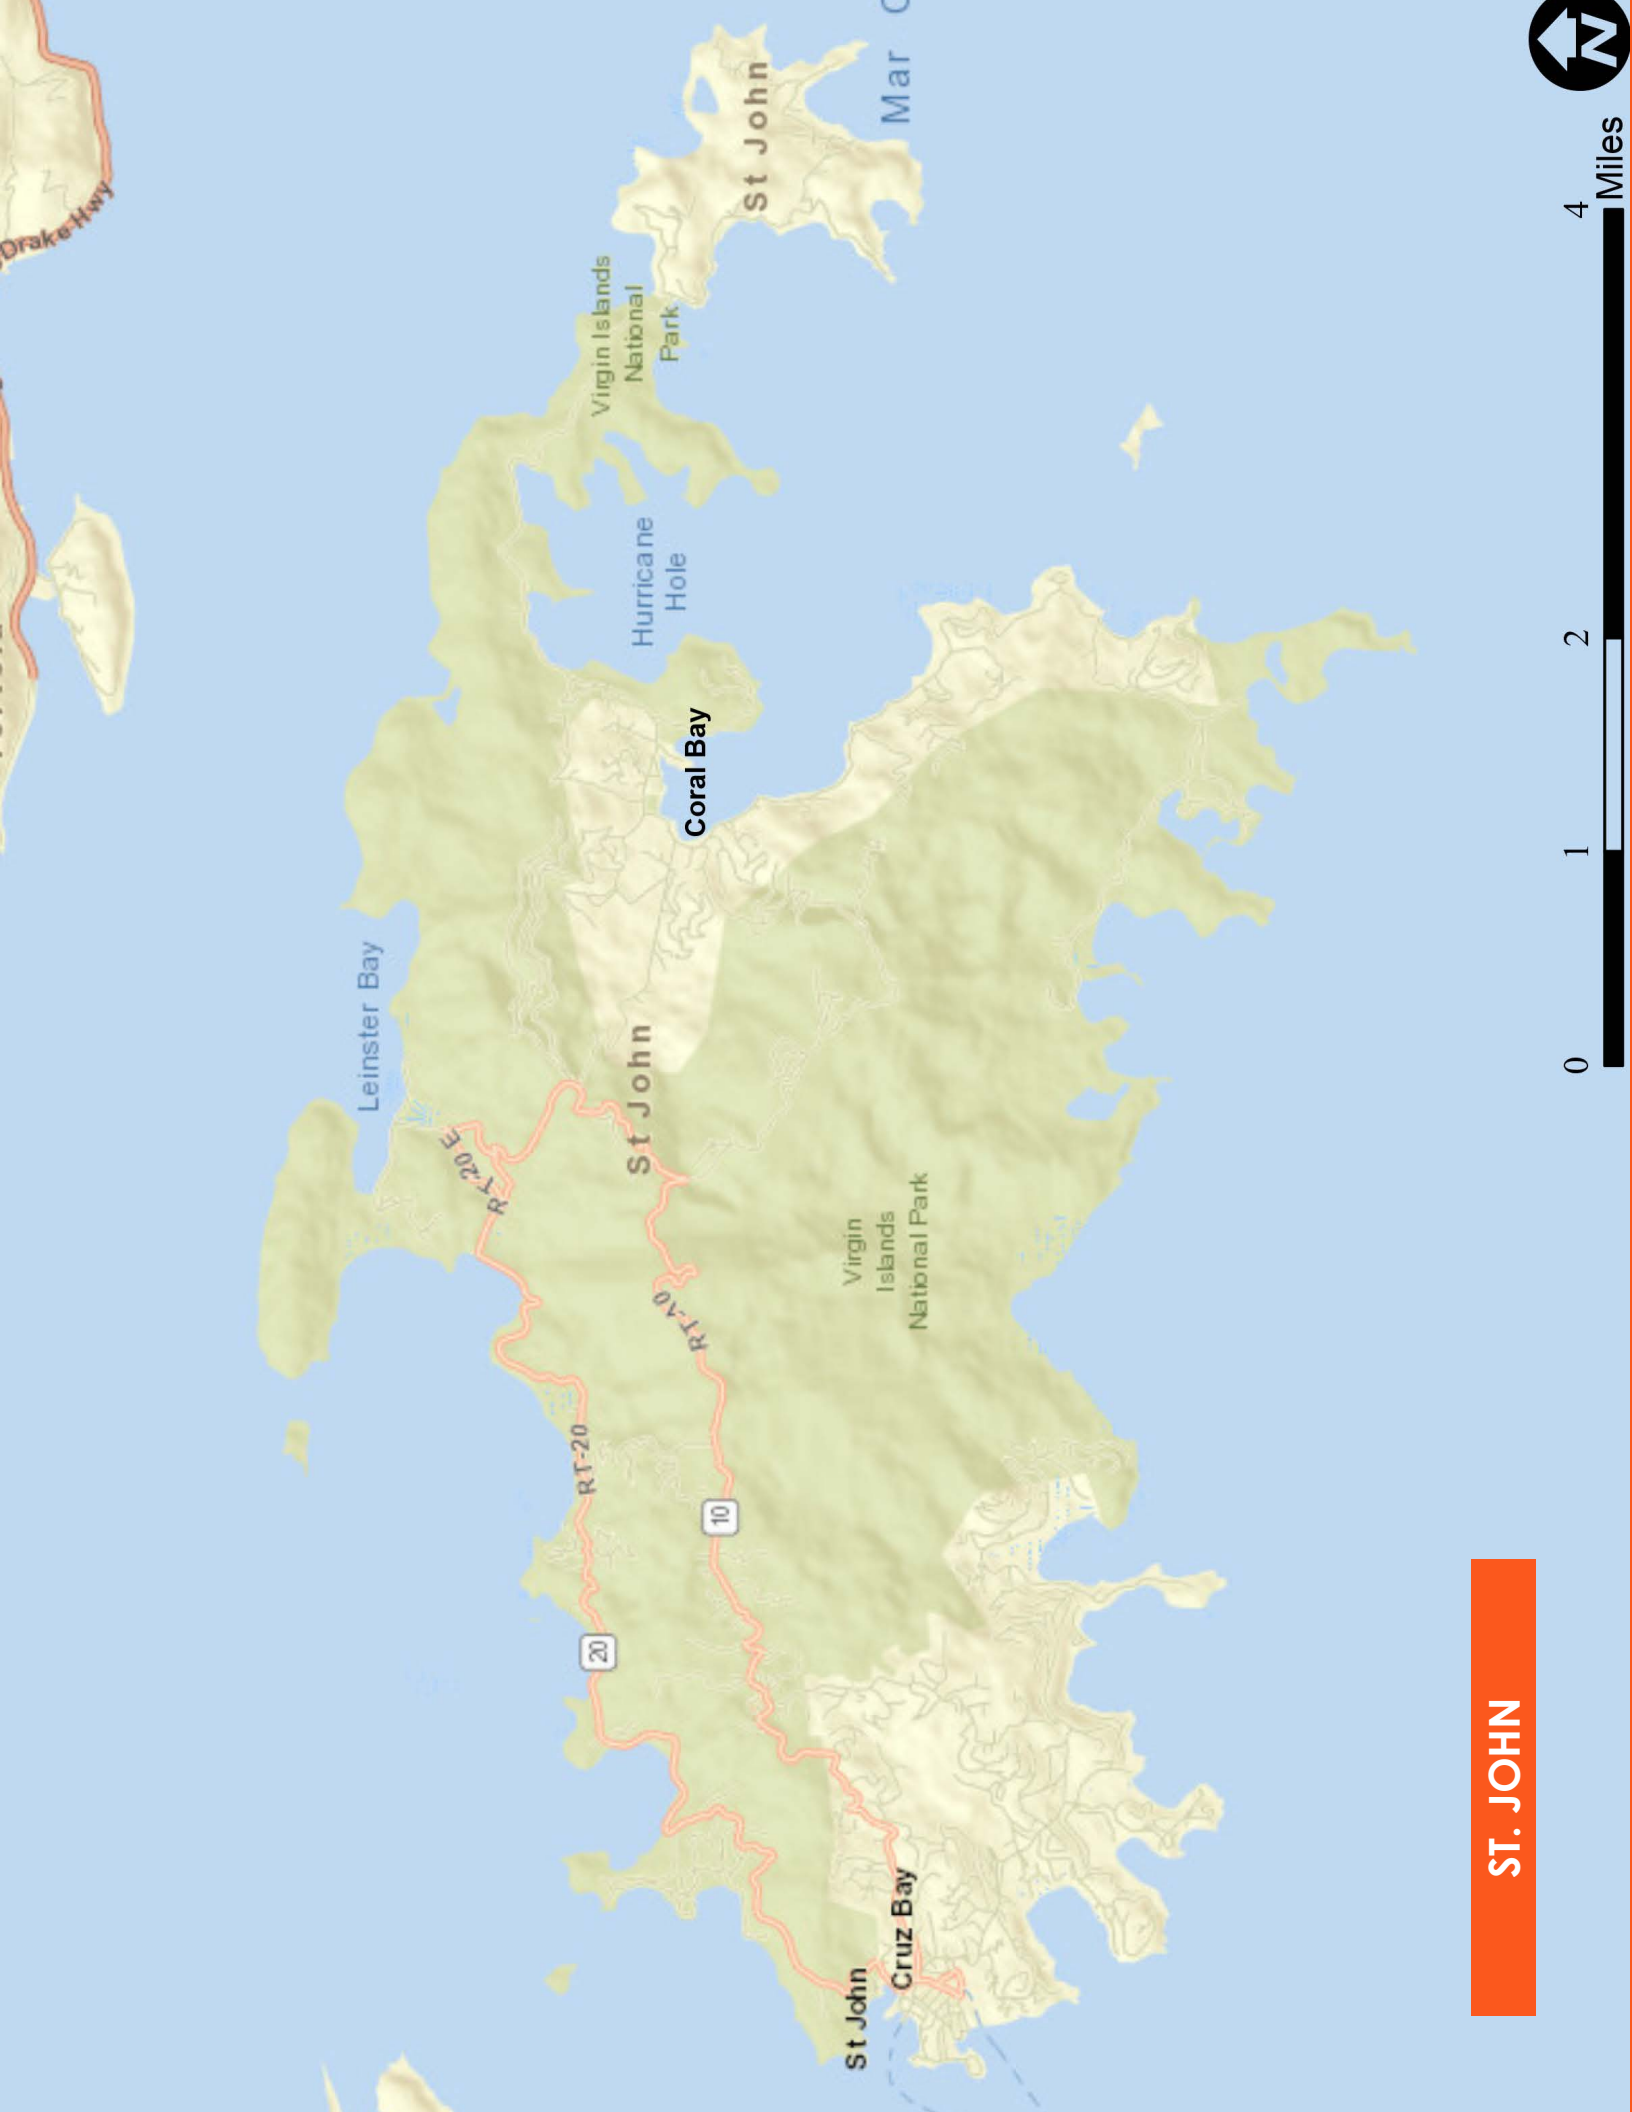 Drake Hwy
St John
Mar
Virgin Islands
National
Park
Hurricane
Hole
Coral Bay
Leinster Bay
RT-20 E
St John
RT-10
Virgin
Islands
National Park
RT-20
10
20
Cruz Bay
St John
ST. JOHN
0
1
2
4
Miles
N